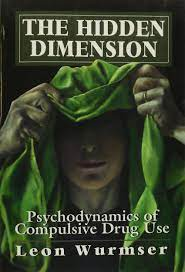 THE HIDDEN
DIMENSION
Psychodynamics of
Compulsive Drug Use
Leon Wurmser